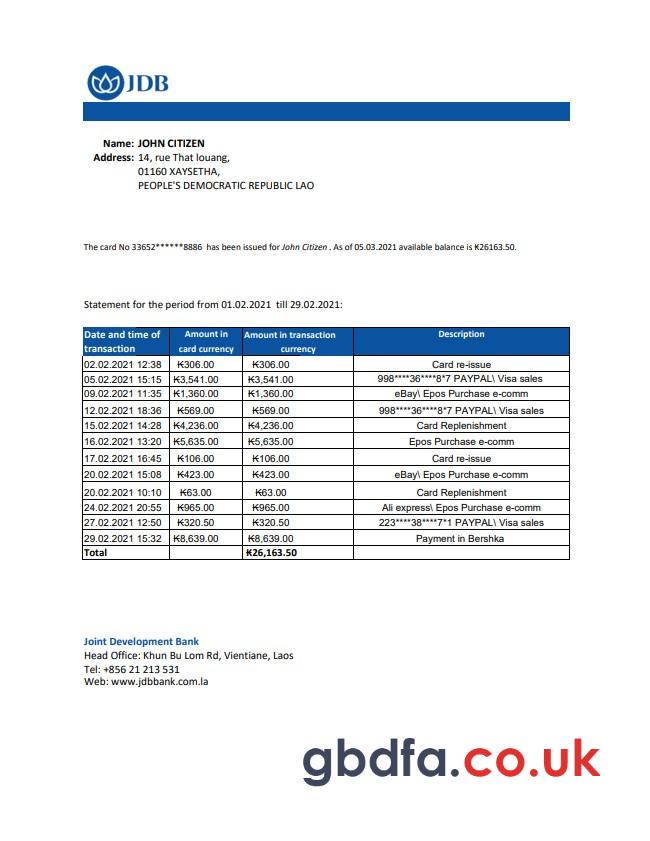 JDB
Name: JOHN CITIZEN
Address: 14, rue That louang,
01160 XAYSETHA,
PEOPLE'S DEMOCRATIC REPUBLIC LAO
The card No 33652******8886 has been issued for John Citizen . As of 05.03.2021 available balance is ₭26163.50.
Statement for the period from 01.02.2021 till 29.02.2021:
Date and time of transaction Amount in card currency Amount in transaction currency Description
02.02.2021 12:38 ₭306.00 ₭306.00 Card re-issue
05.02.2021 15:15 ₭3,541.00 ₭3,541.00 998****36****8*7 PAYPAL\ Visa sales
09.02.2021 11:35 ₭1,360.00 ₭1,360.00 eBay\ Epos Purchase e-comm
12.02.2021 18:36 ₭569.00 ₭569.00 998****36****8*7 PAYPAL\ Visa sales
15.02.2021 14:28 ₭4,236.00 ₭4,236.00 Card Replenishment
16.02.2021 13:20 ₭5,635.00 ₭5,635.00 Epos Purchase e-comm
17.02.2021 16:45 ₭106.00 ₭106.00 Card re-issue
20.02.2021 15:08 ₭423.00 ₭423.00 eBay\ Epos Purchase e-comm
20.02.2021 10:10 ₭63.00 ₭63.00 Card Replenishment
24.02.2021 20:55 ₭965.00 ₭965.00 Ali express\ Epos Purchase e-comm
27.02.2021 12:50 ₭320.50 ₭320.50 223****38****7*1 PAYPAL\ Visa sales
29.02.2021 15:32 ₭8,639.00 ₭8,639.00 Payment in Bershka
Total ₭26,163.50
Joint Development Bank
Head Office: Khun Bu Lom Rd, Vientiane, Laos
Tel: +856 21 213 531
Web: www.jdbbank.com.la
gbdfa.co.uk